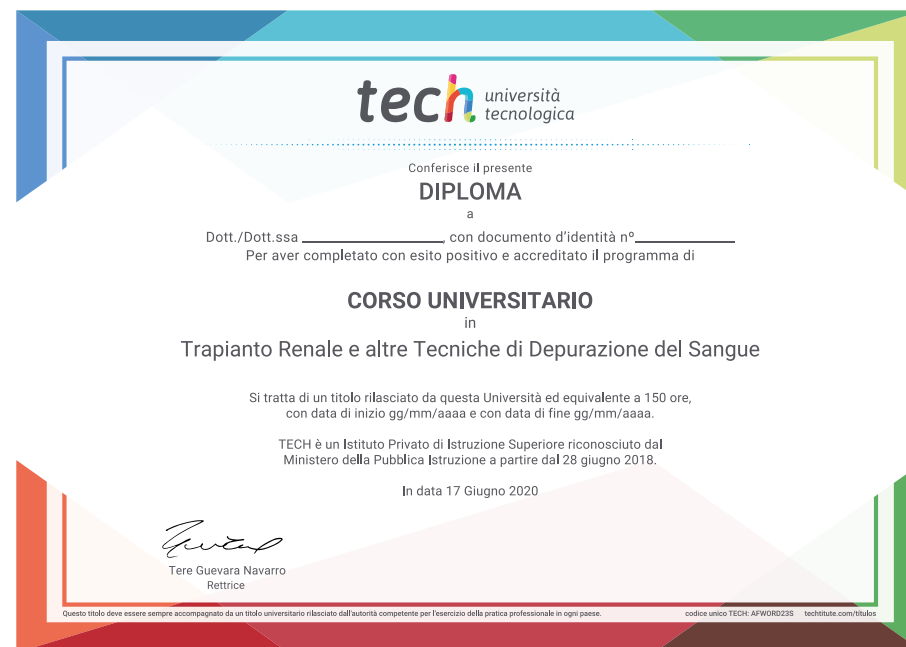 tech università
tecnologica
Conferisce il presente
DIPLOMA
a
Dott./Dott.ssa ________________, con documento d'identità nº____________
Per aver completato con esito positivo e accreditato il programma di
CORSO UNIVERSITARIO
in
Trapianto Renale e altre Tecniche di Depurazione del Sangue
Si tratta di un titolo rilasciato da questa Università ed equivalente a 150 ore,
con data di inizio gg/mm/aaaa e con data di fine gg/mm/aaaa.
TECH è un Istituto Privato di Istruzione Superiore riconosciuto dal
Ministero della Pubblica Istruzione a partire dal 28 giugno 2018.
In data 17 Giugno 2020
Tere Guevara Navarro
Rettrice
Questo titolo deve essere sempre accompagnato da un titolo universitario rilasciato dall'autorità competente per l'esercizio della pratica professionale in ogni paese. codice unico TECH: AFWORD23S techtitute.com/títulos